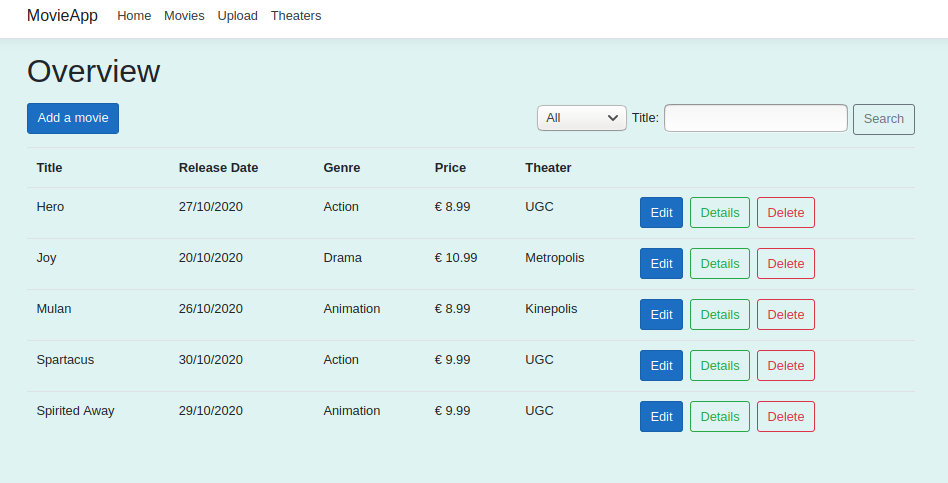 MovieApp Home Movies Upload Theaters
Overview
Add a movie All Title: Search
Title Release Date Genre Price Theater
Hero 27/10/2020 Action € 8.99 UGC Edit Details Delete
Joy 20/10/2020 Drama € 10.99 Metropolis Edit Details Delete
Mulan 26/10/2020 Animation € 8.99 Kinepolis Edit Details Delete
Spartacus 30/10/2020 Action € 9.99 UGC Edit Details Delete
Spirited Away 29/10/2020 Animation € 9.99 UGC Edit Details Delete